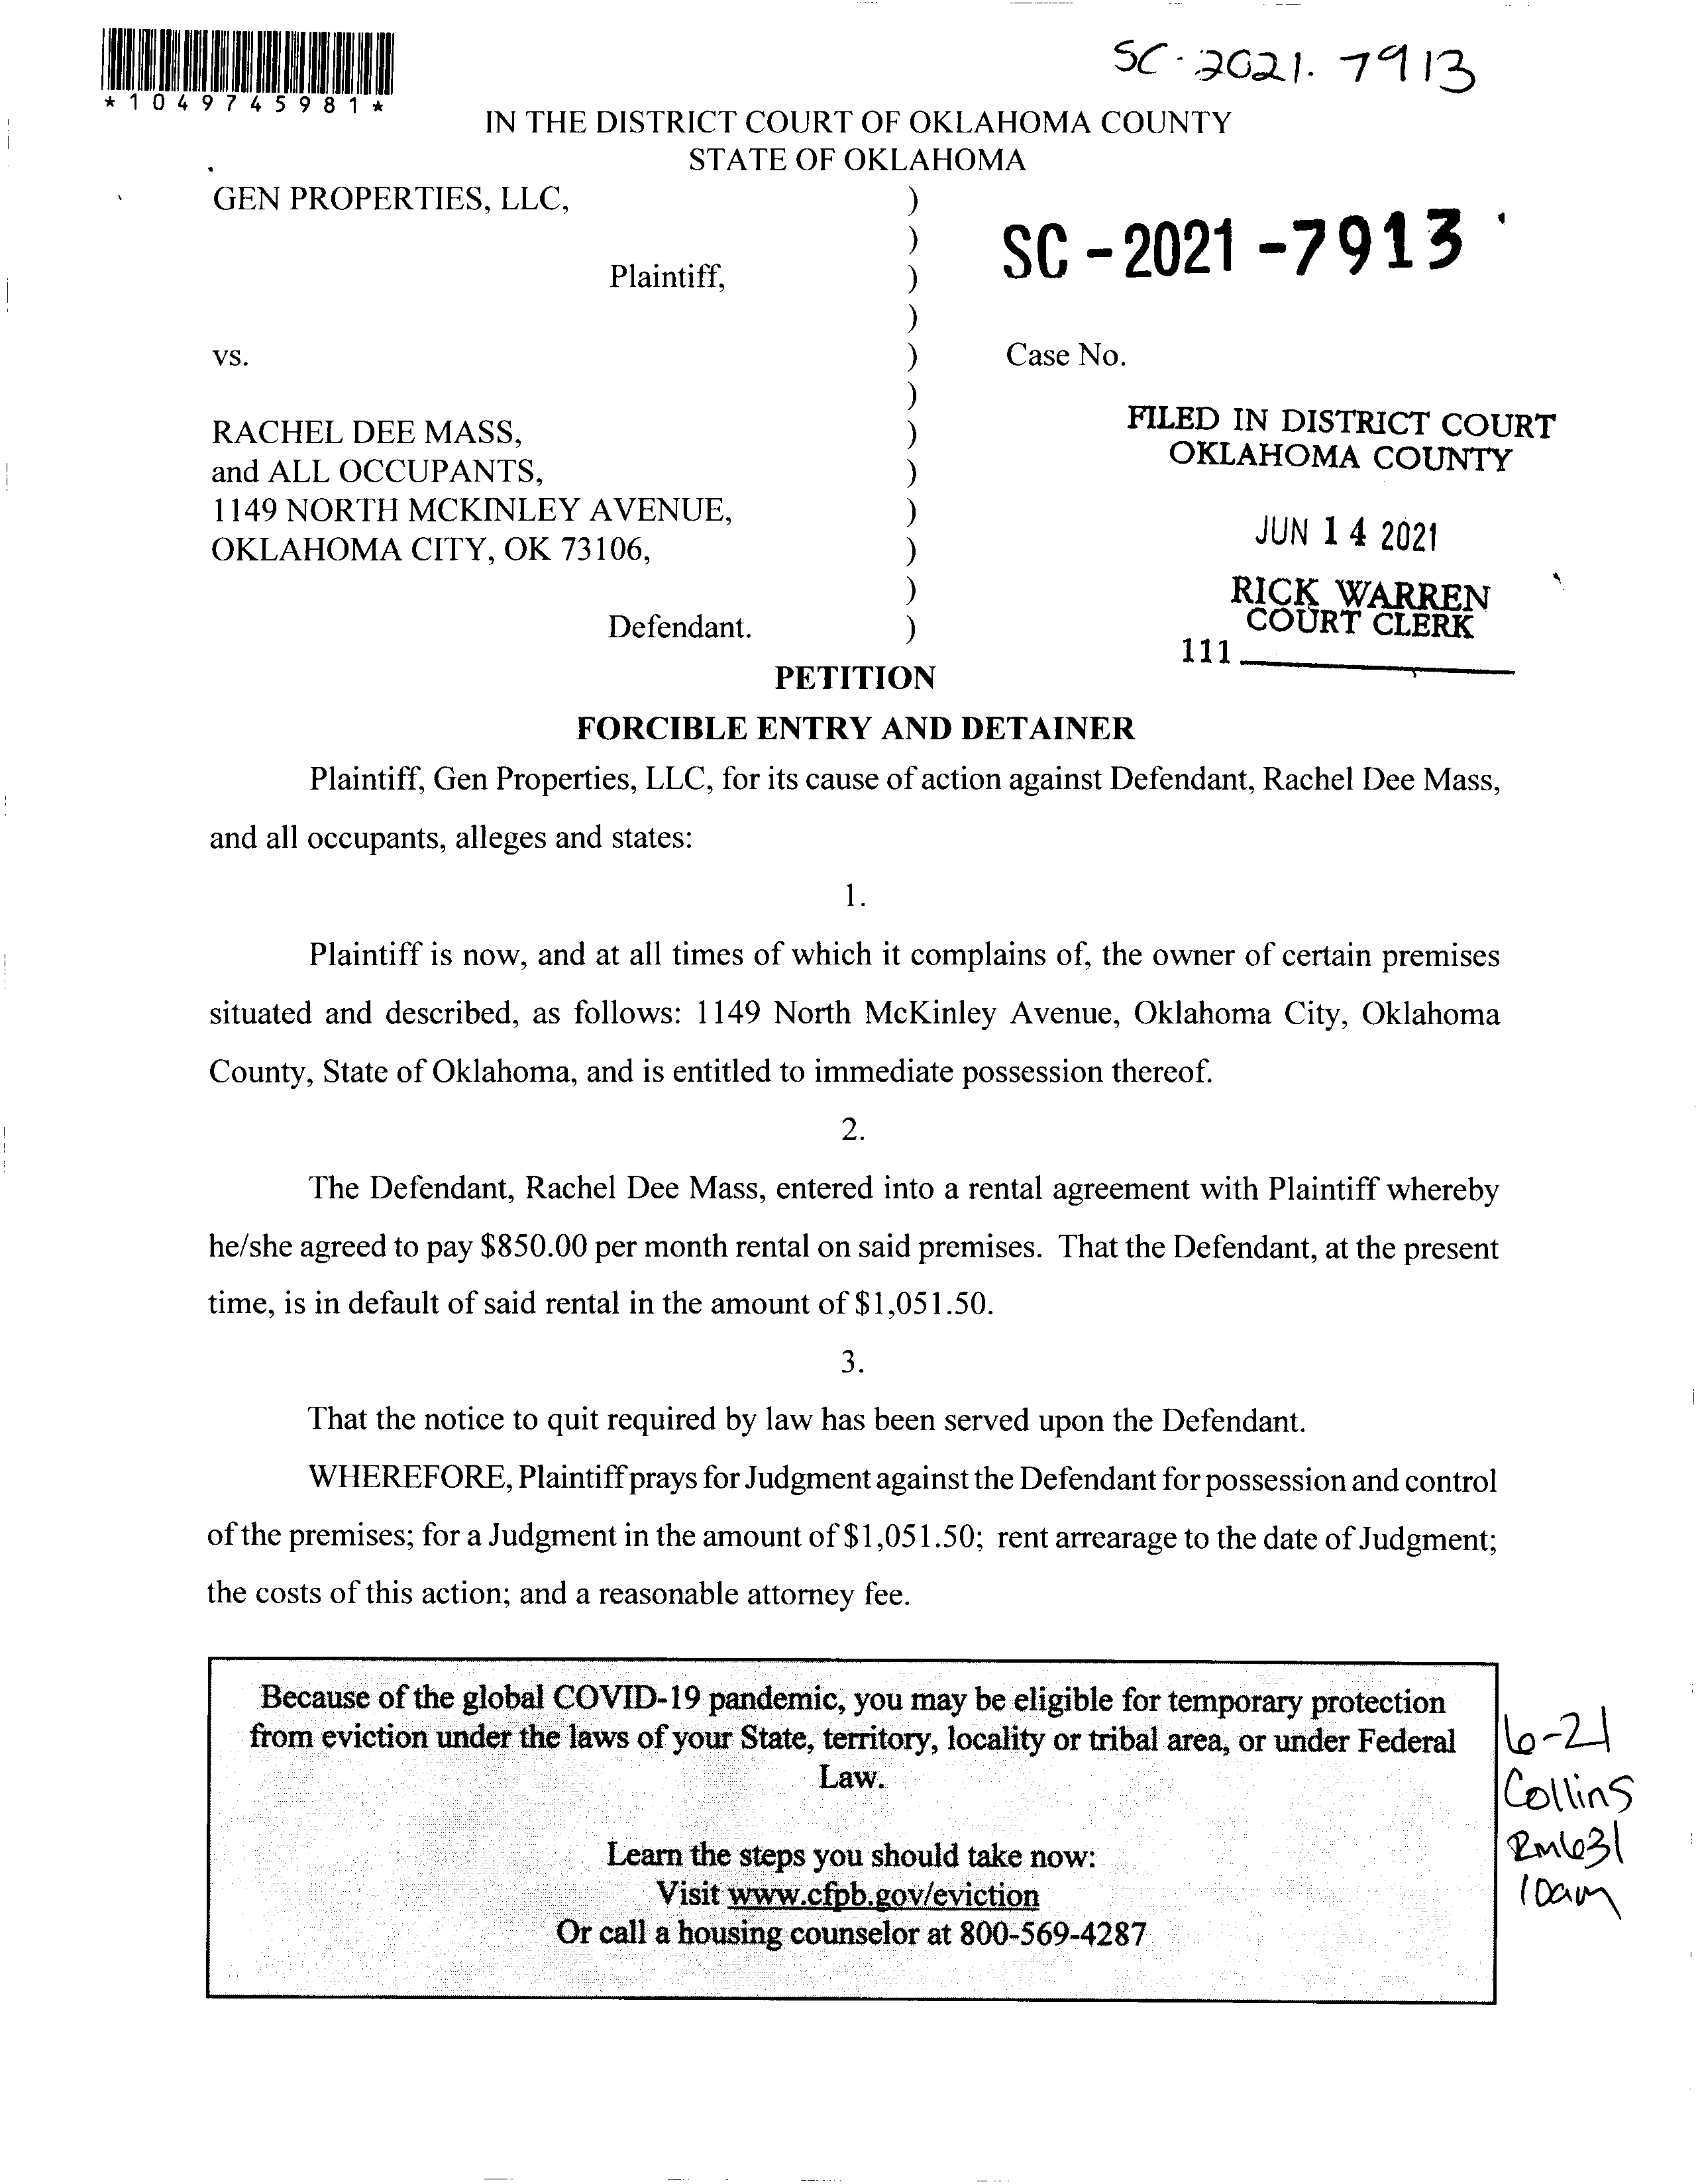 SC-2021-7913
*1049745981*
IN THE DISTRICT COURT OF OKLAHOMA COUNTY
STATE OF OKLAHOMA
GEN PROPERTIES, LLC, )
)
SC-2021-7913
Plaintiff, )
)
vs. ) Case No.
)
RACHEL DEE MASS, )
and ALL OCCUPANTS, )
1149 NORTH MCKINLEY AVENUE, )
OKLAHOMA CITY, OK 73106, )
)
Defendant. )
FILED IN DISTRICT COURT
OKLAHOMA COUNTY
JUN 14 2021
RICK WARREN
COURT CLERK
111
PETITION
FORCIBLE ENTRY AND DETAINER
Plaintiff, Gen Properties, LLC, for its cause of action against Defendant, Rachel Dee Mass,
and all occupants, alleges and states:
1.
Plaintiff is now, and at all times of which it complains of, the owner of certain premises
situated and described, as follows: 1149 North McKinley Avenue, Oklahoma City, Oklahoma
County, State of Oklahoma, and is entitled to immediate possession thereof.
2.
The Defendant, Rachel Dee Mass, entered into a rental agreement with Plaintiff whereby
he/she agreed to pay $850.00 per month rental on said premises. That the Defendant, at the present
time, is in default of said rental in the amount of $1,051.50.
3.
That the notice to quit required by law has been served upon the Defendant.
WHEREFORE, Plaintiff prays for Judgment against the Defendant for possession and control
of the premises; for a Judgment in the amount of $1,051.50; rent arrearage to the date of Judgment;
the costs of this action; and a reasonable attorney fee.
Because of the global COVID-19 pandemic, you may be eligible for temporary protection
from eviction under the laws of your State, territory, locality or tribal area, or under Federal
Law.
Learn the steps you should take now:
Visit www.cfpb.gov/eviction
Or call a housing counselor at 800-569-4287
6-21
Collins
Rm631
10am